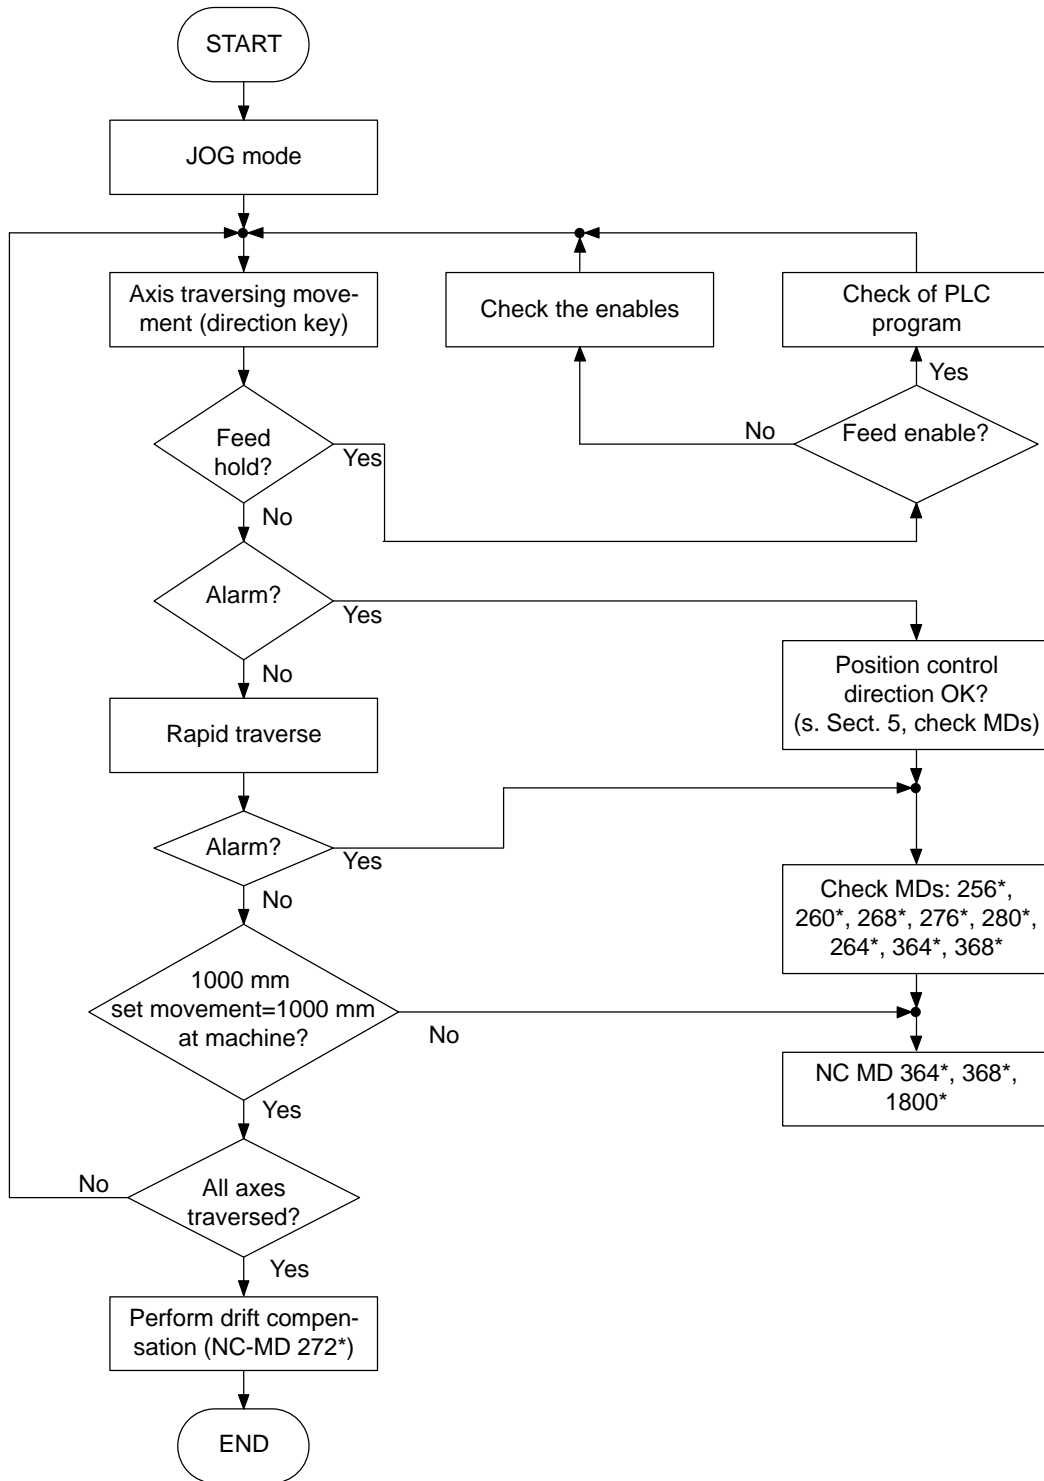 START
JOG mode
Axis traversing move-
ment (direction key)
Check the enables
Check of PLC
program
Yes
Feed
hold?
Yes
No
Feed enable?
No
Alarm?
Yes
No
Position control
direction OK?
(s. Sect. 5, check MDs)
Rapid traverse
Alarm?
Yes
No
Check MDs: 256*,
260*, 268*, 276*, 280*,
264*, 364*, 368*
1000 mm
set movement=1000 mm
at machine?
No
Yes
NC MD 364*, 368*,
1800*
No
All axes
traversed?
Yes
Perform drift compen-
sation (NC-MD 272*)
END